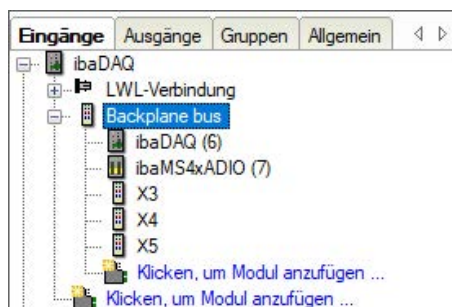 Eingänge Ausgänge Gruppen Allgemein
ibaDAQ
LWL-Verbindung
Backplane bus
ibaDAQ (6)
ibaMS4xADIO (7)
X3
X4
X5
Klicken, um Modul anzufügen ...
Klicken, um Modul anzufügen ...